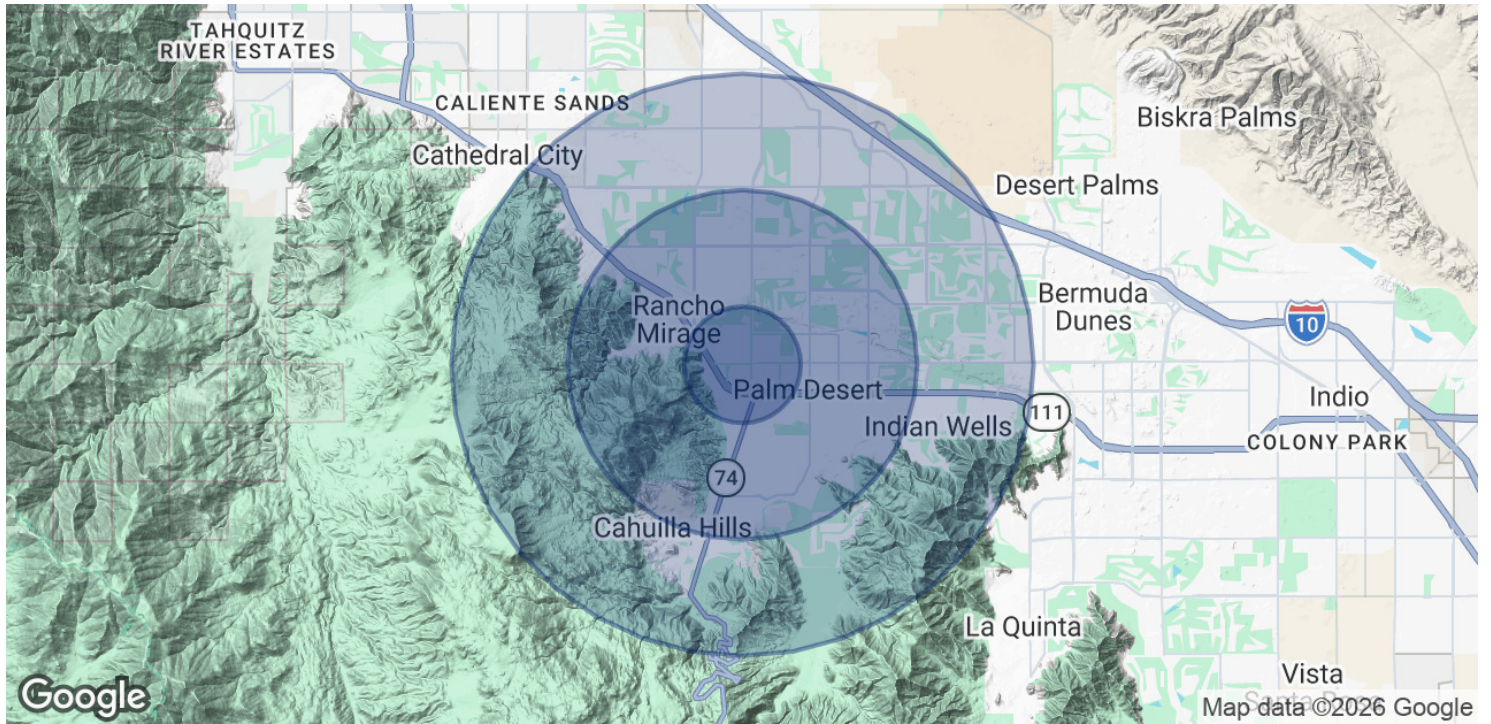 TAHQUITZ
RIVER ESTATES
CALIENTE SANDS
Biskra Palms
Cathedral City
Desert Palms
Rancho
Mirage
Bermuda
Dunes
10
Palm Desert
Indio
111
Indian Wells
COLONY PARK
74
Cahuilla Hills
La Quinta
Vista
Google
Map data ©2026 Google